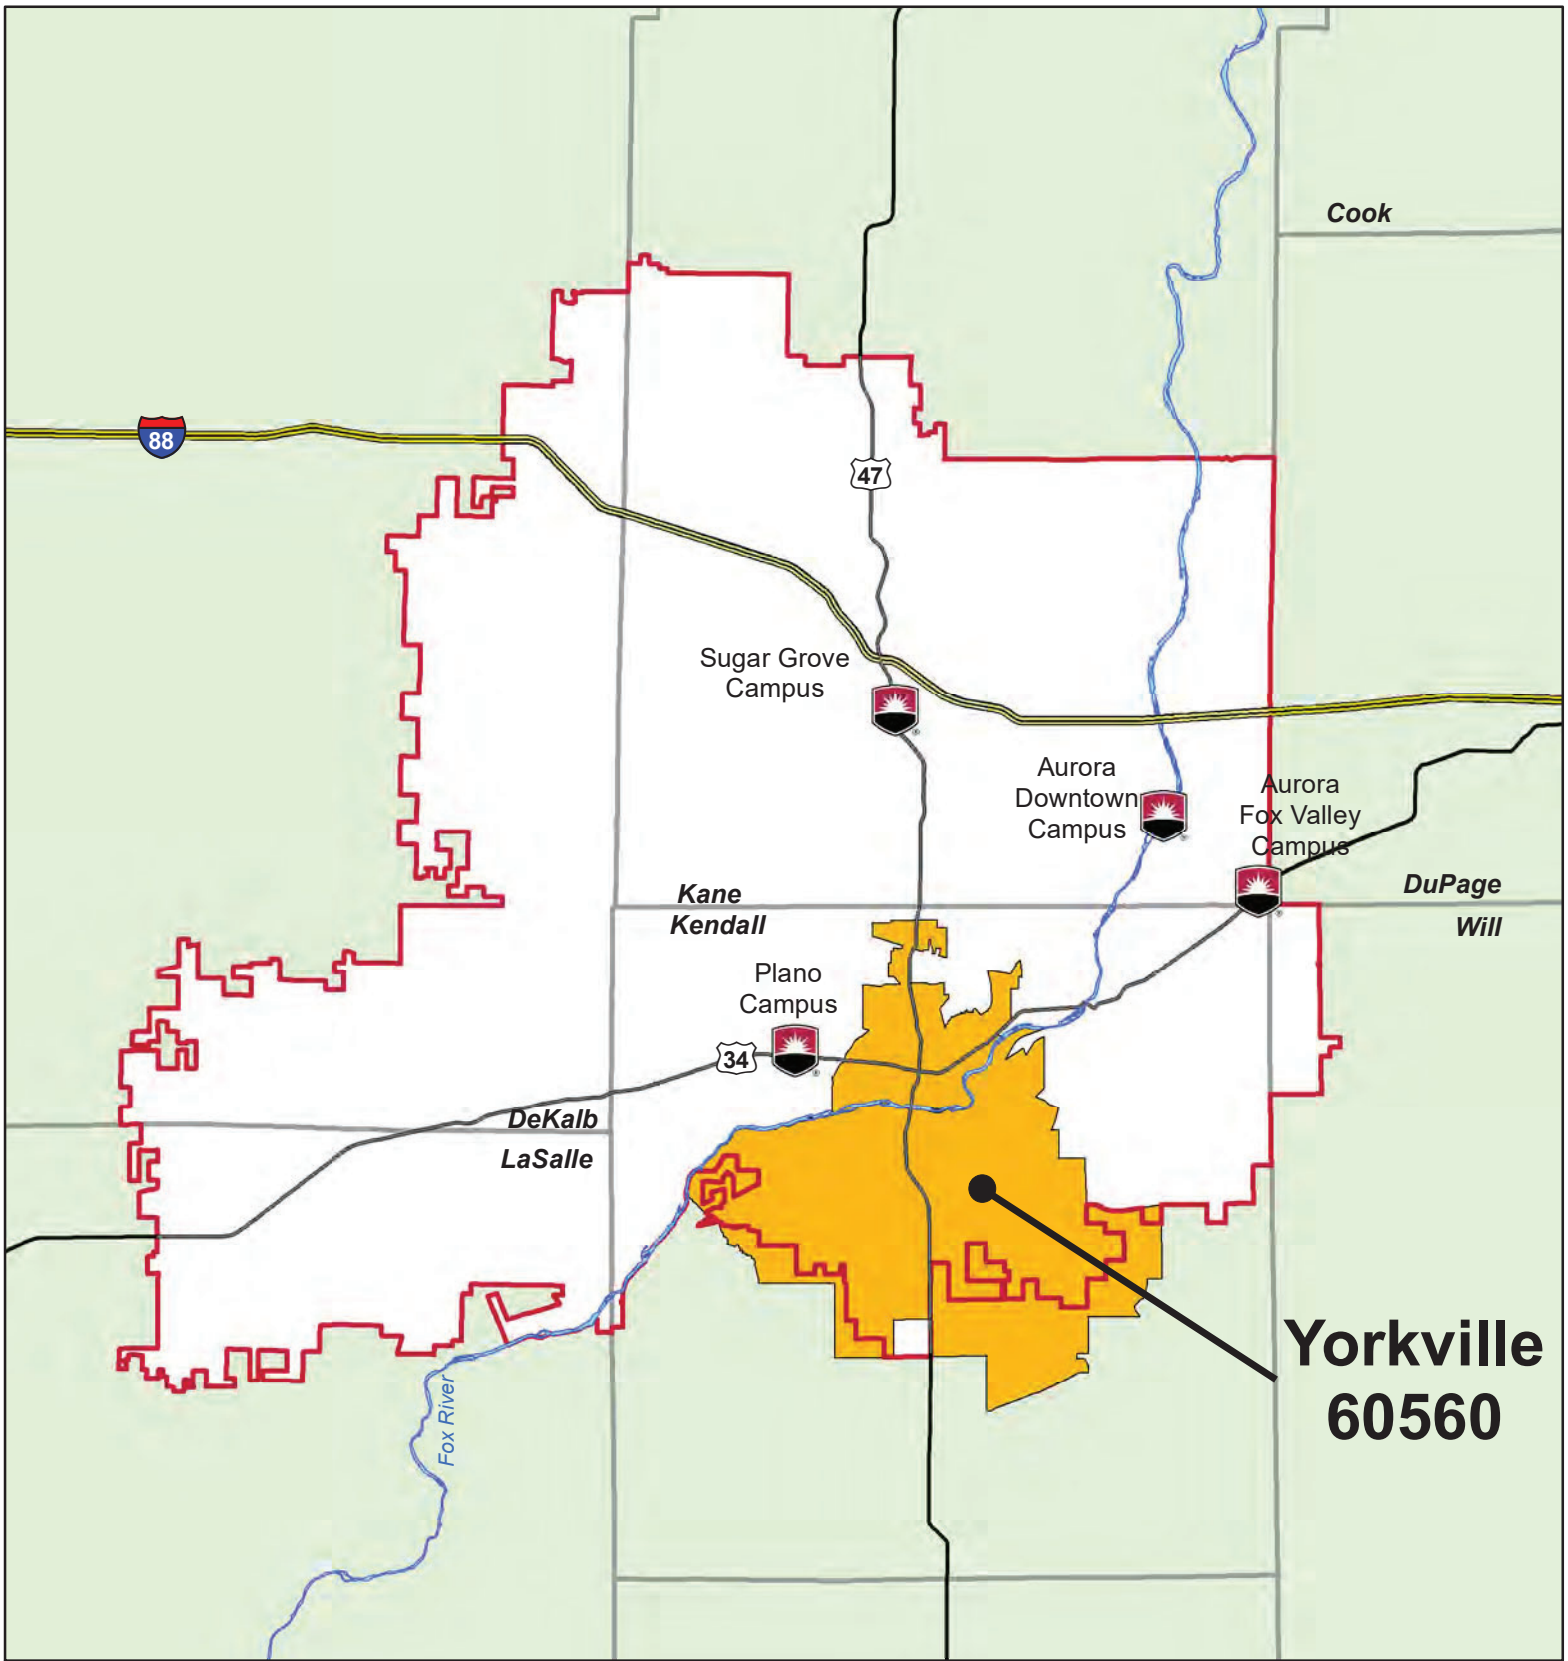 Cook
88
47
Sugar Grove
Campus
Aurora
Downtown
Campus
Aurora
Fox Valley
Campus
Kane
Kendall
DuPage
Will
Plano
Campus
34
DeKalb
LaSalle
Yorkville
60560
Fox River